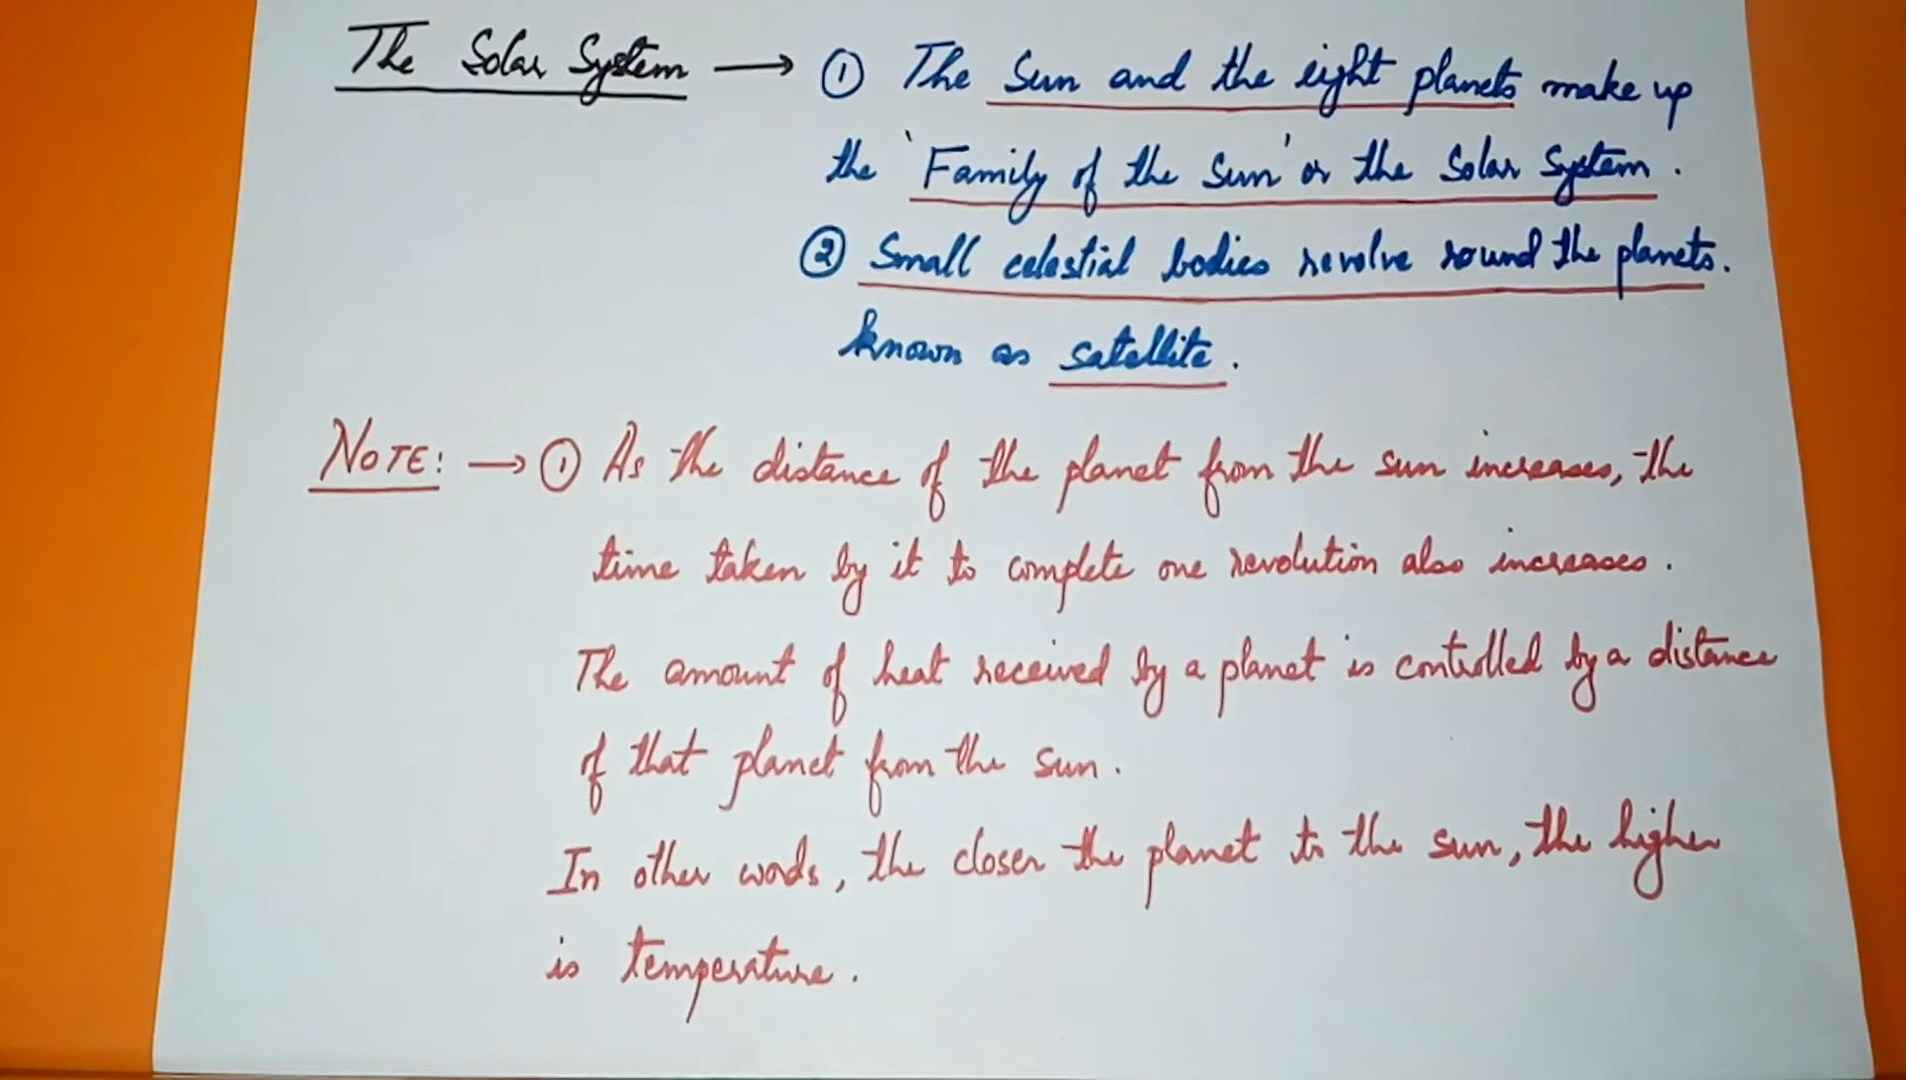 The Solar System → ① The Sun and the eight planets make up
the 'Family of the Sun' or the Solar System.
② Small celestial bodies revolve round the planets.
known as satellite.
NOTE: → ① As the distance of the planet from the sun increases, the
time taken by it to complete one revolution also increases.
The amount of heat received by a planet is controlled by a distance
of that planet from the sun.
In other words, the closer the planet to the sun, the higher
is temperature.